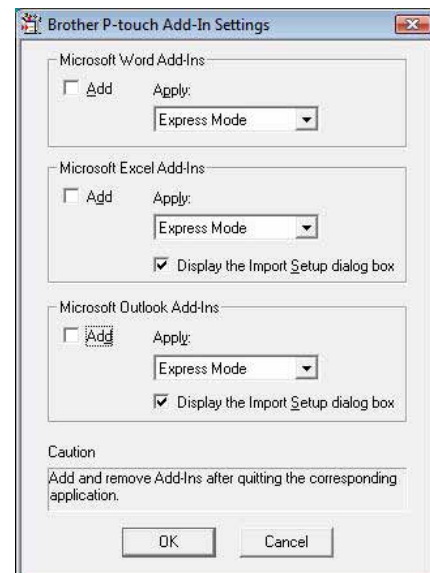 Brother P-touch Add-In Settings
Microsoft Word Add-Ins
Add Apply:
Express Mode
Microsoft Excel Add-Ins
Add Apply:
Express Mode
Display the Import Setup dialog box
Microsoft Outlook Add-Ins
Add Apply:
Express Mode
Display the Import Setup dialog box
Caution
Add and remove Add-Ins after quitting the corresponding
application.
OK Cancel